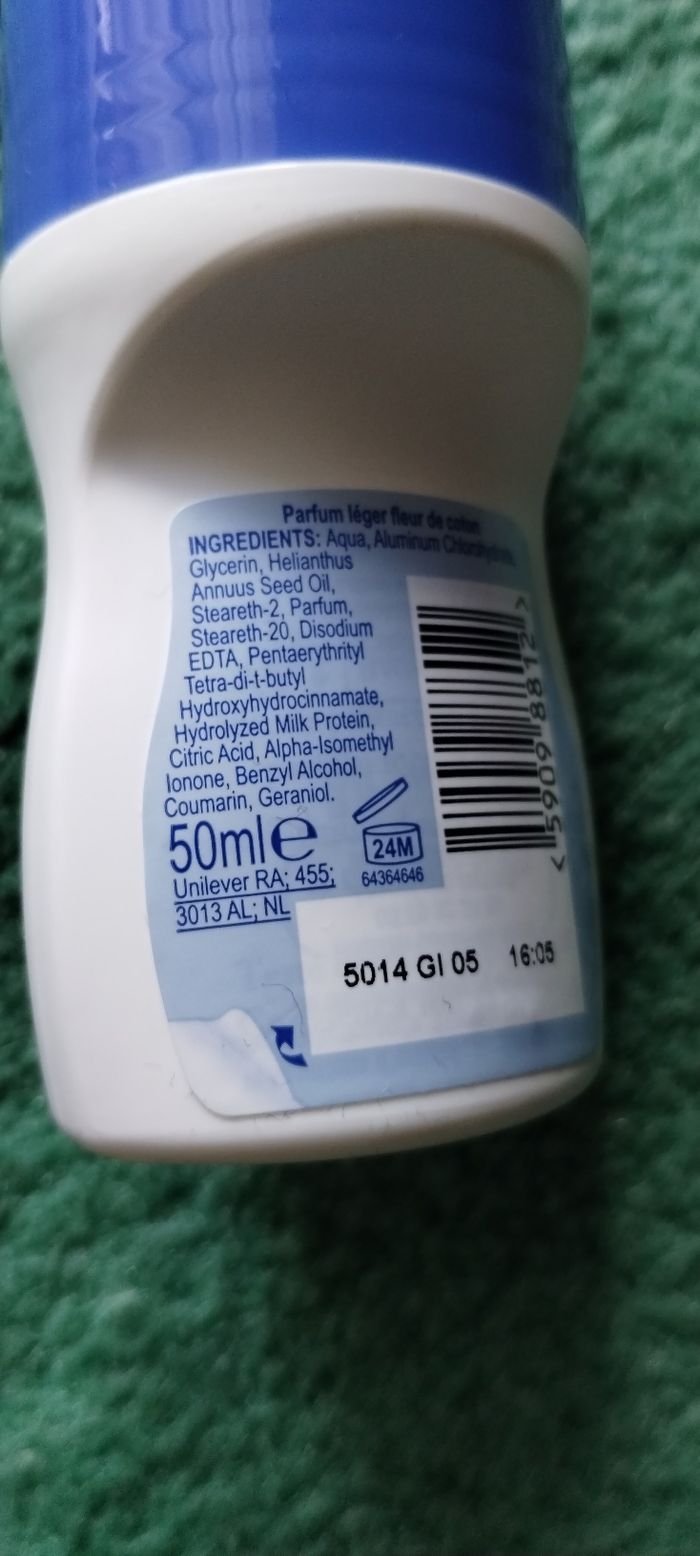 Parfum léger fleur de coton
INGREDIENTS: Aqua, Aluminum Chlorohydrate,
Glycerin, Helianthus
Annuus Seed Oil,
Steareth-2, Parfum,
Steareth-20, Disodium
EDTA, Pentaerythrityl
Tetra-di-t-butyl
Hydroxyhydrocinnamate,
Hydrolyzed Milk Protein,
Citric Acid, Alpha-Isomethyl
Ionone, Benzyl Alcohol,
Coumarin, Geraniol.
50ml e
24M
64364646
Unilever RA; 455;
3013 AL; NL
5014 GI 05 16:05